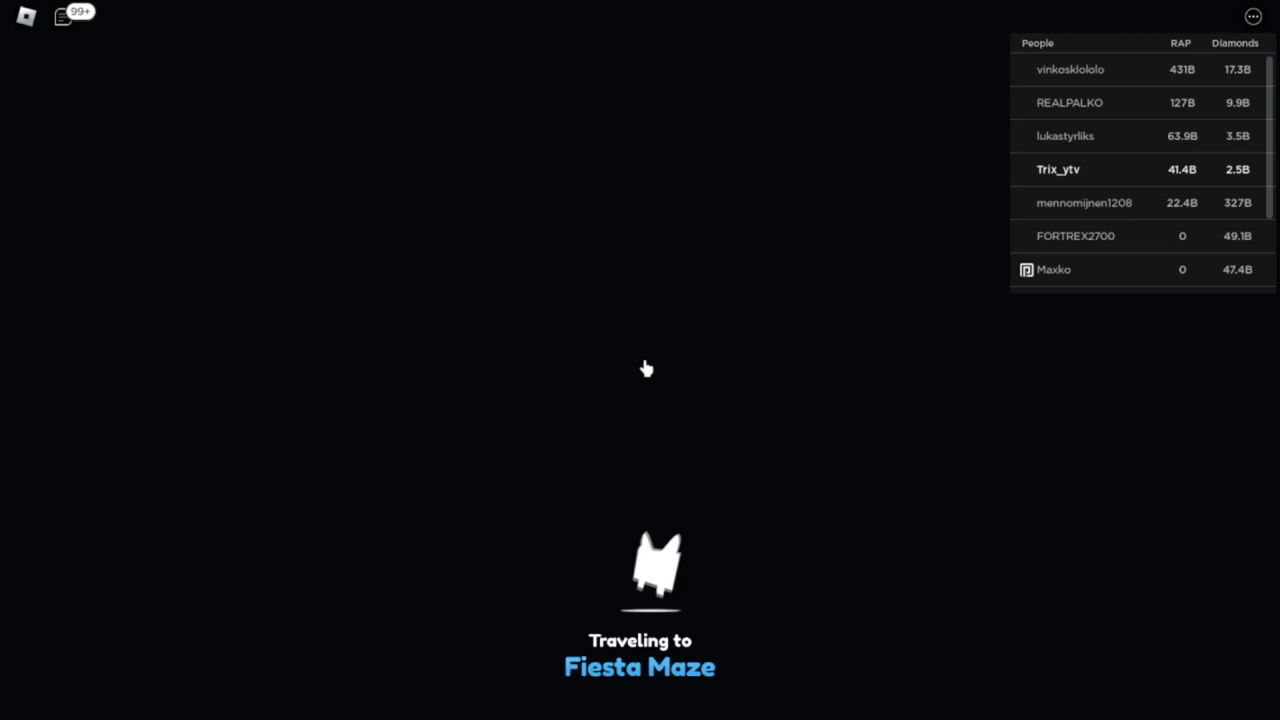 99+
People RAP Diamonds
vinkosklololo 431B 17.3B
REALPALKO 127B 9.9B
lukastyrliks 63.9B 3.5B
Trix_ytv 41.4B 2.5B
mennomijnen1208 22.4B 327B
FORTREX2700 0 49.1B
Maxko 0 47.4B
Traveling to
Fiesta Maze